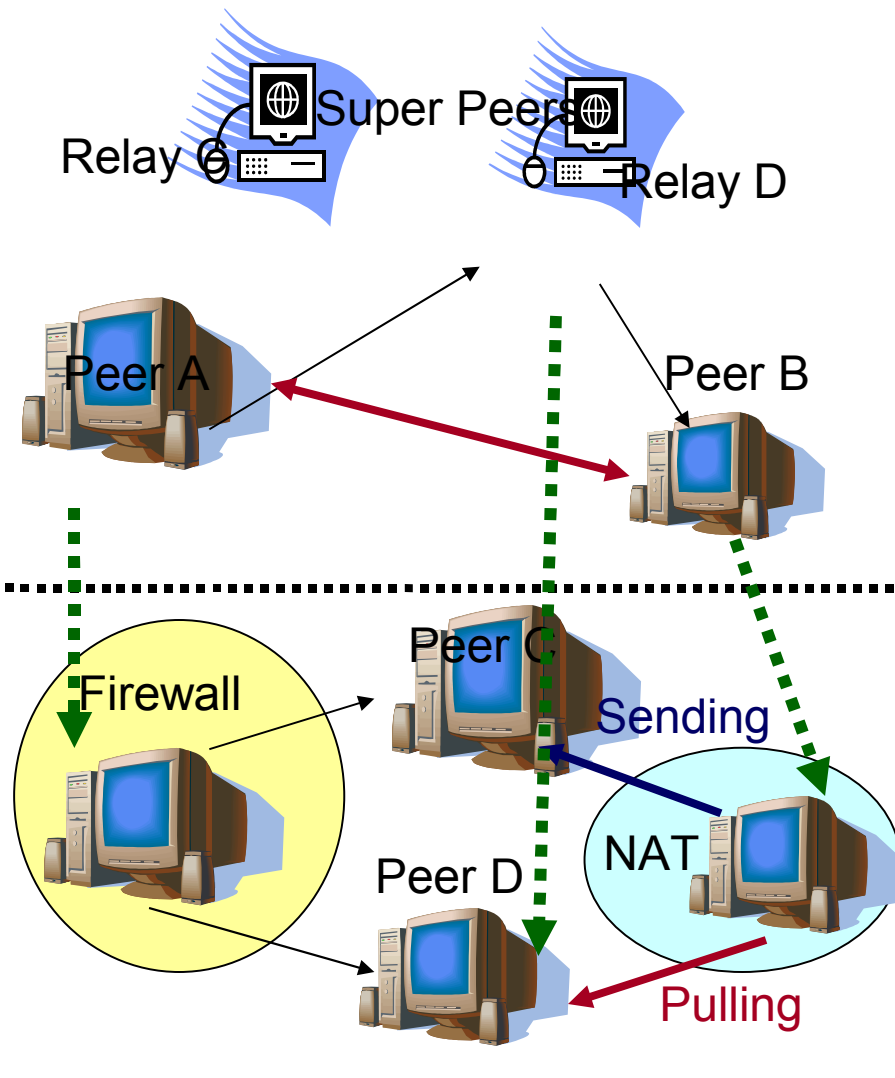 Super Peers
Relay C
Relay D
Peer A
Peer B
Peer C
Firewall
Sending
NAT
Peer D
Pulling